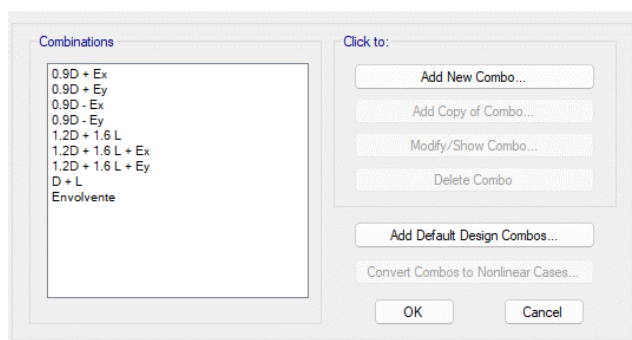 Combinations
0.9D + Ex
0.9D + Ey
0.9D - Ex
0.9D - Ey
1.2D + 1.6 L
1.2D + 1.6 L + Ex
1.2D + 1.6 L + Ey
D + L
Envolvente
Click to:
Add New Combo...
Add Copy of Combo...
Modify/Show Combo...
Delete Combo
Add Default Design Combos...
Convert Combos to Nonlinear Cases...
OK
Cancel